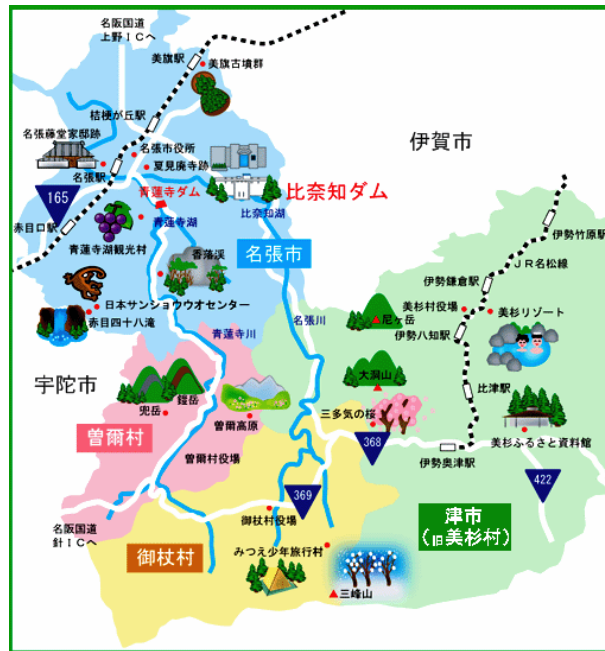 名阪国道
上野ＩＣへ
美旗駅
美旗古墳群
桔梗が丘駅
伊賀市
名張藤堂家邸跡
名張市役所
夏見廃寺跡
名張駅
165
青蓮寺ダム
比奈知ダム
赤目口駅
青蓮寺湖
比奈知湖
伊勢竹原駅
青蓮寺湖観光村
名張市
香落渓
ＪＲ名松線
伊勢鎌倉駅
日本サンショウウオセンター
美杉村役場
美杉リゾート
赤目四十八滝
名張川
尼ヶ岳
伊勢八知駅
青蓮寺川
宇陀市
大洞山
比津駅
鎧岳
兜岳
曽爾高原
三多気の桜
曽爾村
368
美杉ふるさと資料館
曽爾村役場
伊勢奥津駅
369
422
名阪国道
針ＩＣへ
御杖村役場
津市
（旧美杉村）
御杖村
みつえ少年旅行村
三峰山